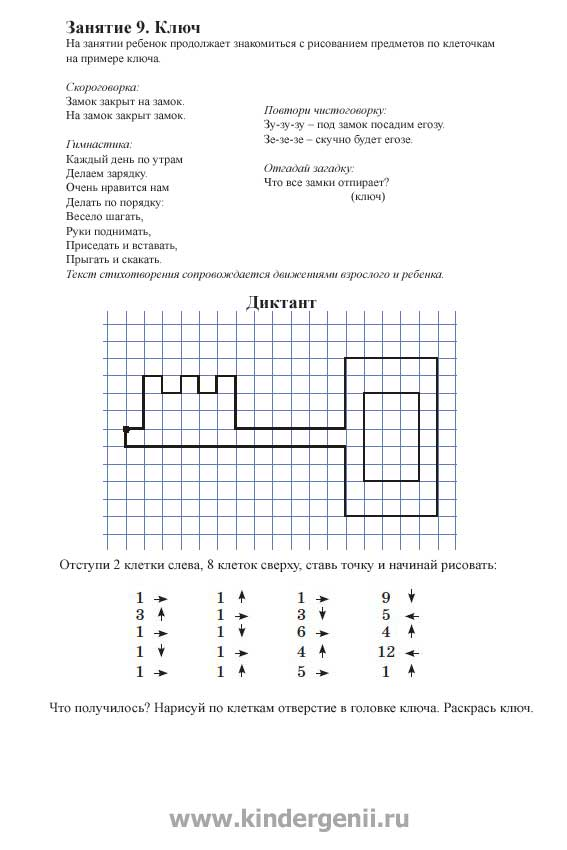 Занятие 9. Ключ
На занятии ребенок продолжает знакомиться с рисованием предметов по клеточкам
на примере ключа.
Скороговорка:
Замок закрыт на замок.
На замок закрыт замок.
Гимнастика:
Каждый день по утрам
Делаем зарядку.
Очень нравится нам
Делать по порядку:
Весело шагать,
Руки поднимать,
Приседать и вставать,
Прыгать и скакать.
Повтори чистоговорку:
Зу-зу-зу – под замок посадим егозу.
Зе-зе-зе – скучно будет егозе.
Отгадай загадку:
Что все замки отпирает?
(ключ)
Текст стихотворения сопровождается движениями взрослого и ребенка.
Диктант
Отступи 2 клетки слева, 8 клеток сверху, ставь точку и начинай рисовать:
1 → 1 ↑ 1 → 9 ↓
3 ↑ 1 → 3 ↓ 5 ←
1 → 1 ↓ 6 → 4 ↑
1 ↓ 1 → 4 ↑ 12 ←
1 → 1 ↑ 5 → 1 ↑
Что получилось? Нарисуй по клеткам отверстие в головке ключа. Раскрась ключ.
www.kindergenii.ru